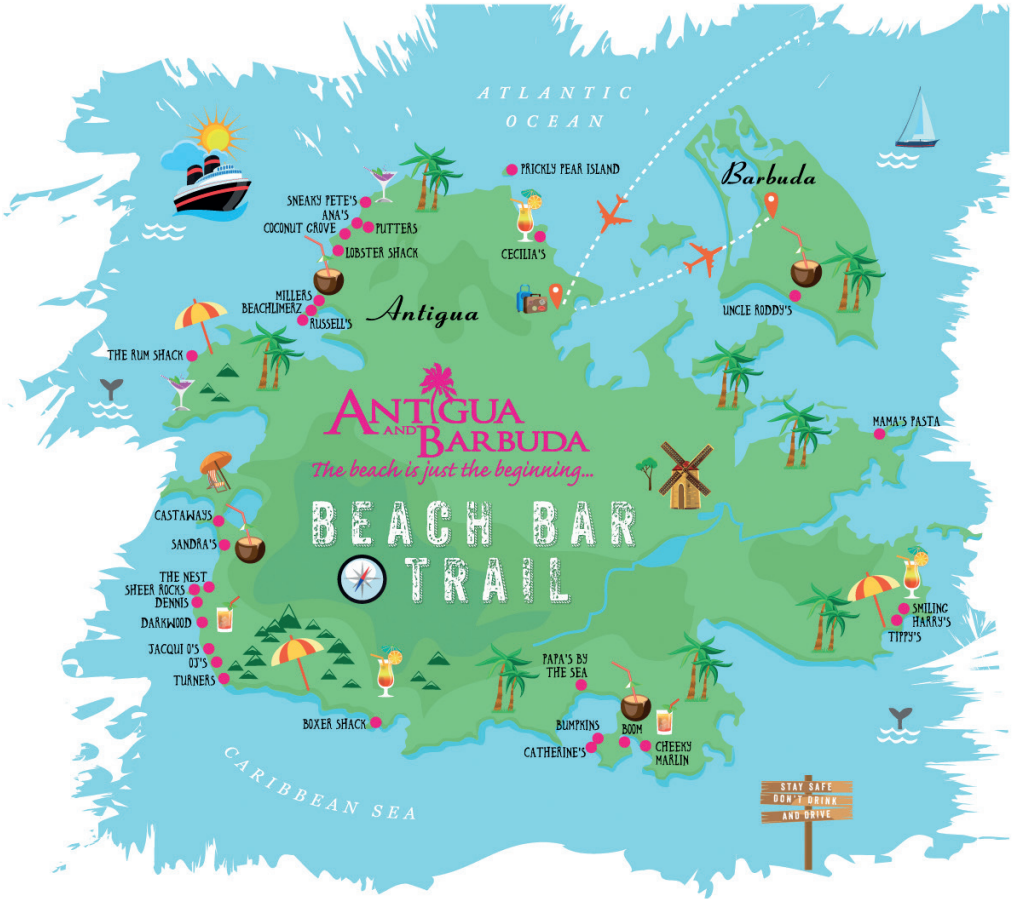 ATLANTIC
OCEAN
PRICKLY PEAR ISLAND
Barbuda
SNEAKY PETE'S
ANA'S
COCONUT GROVE
PUTTERS
LOBSTER SHACK
CECILIA'S
MILLERS
BEACHLIMERZ
RUSSELL'S
Antigua
UNCLE RODDY'S
THE RUM SHACK
ANTIGUA
AND BARBUDA
The beach is just the beginning...
MAMA'S PASTA
BEACH BAR
TRAIL
CASTAWAYS
SANDRA'S
THE NEST
SHEER ROCKS
DENNIS
DARKWOOD
JACQUI O'S
OJ'S
TURNERS
SMILING
HARRY'S
TIPPY'S
PAPA'S BY
THE SEA
BOXER SHACK
BUMPKINS
BOOM
CATHERINE'S
CHEEKY
MARLIN
CARIBBEAN SEA
STAY SAFE
DON'T DRINK
AND DRIVE